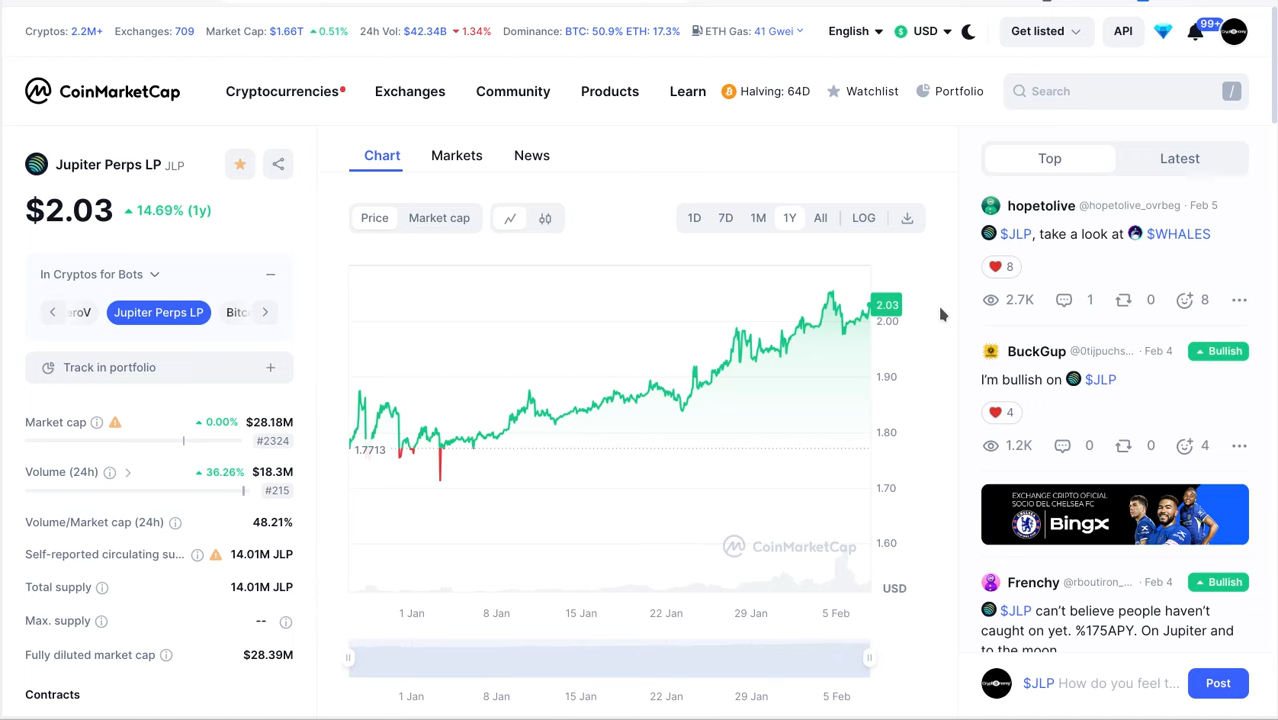 Cryptos: 2.2M+ Exchanges: 709 Market Cap: $1.66T 0.51% 24h Vol: $42.34B 1.34% Dominance: BTC: 50.9% ETH: 17.3% ETH Gas: 41 Gwei English USD Get listed API 99+
CoinMarketCap Cryptocurrencies Exchanges Community Products Learn Halving: 64D Watchlist Portfolio Search /
Jupiter Perps LP JLP
$2.03 14.69% (1y)
In Cryptos for Bots
eroV Jupiter Perps LP Bitc
Track in portfolio
Market cap 0.00% $28.18M
#2324
Volume (24h) 36.26% $18.3M
#215
Volume/Market cap (24h) 48.21%
Self-reported circulating su... 14.01M JLP
Total supply 14.01M JLP
Max. supply --
Fully diluted market cap $28.39M
Contracts
Chart Markets News
Price Market cap 1D 7D 1M 1Y All LOG
2.03
2.00
1.90
1.80
1.7713
1.70
1.60
CoinMarketCap
USD
1 Jan 8 Jan 15 Jan 22 Jan 29 Jan 5 Feb
1 Jan 8 Jan 15 Jan 22 Jan 29 Jan 5 Feb
Top Latest
hopetolive @hopetolive_ovrbeg · Feb 5
$JLP, take a look at $WHALES
8
2.7K 1 0 8
BuckGup @0tijpuchs... · Feb 4 Bullish
I'm bullish on $JLP
4
1.2K 0 0 4
EXCHANGE CRIPTO OFICIAL
SOCIO DEL CHELSEA FC
BingX
Frenchy @rboutiron_... · Feb 4 Bullish
$JLP can't believe people haven't
caught on yet. %175APY. On Jupiter and
to the moon
$JLP How do you feel t... Post